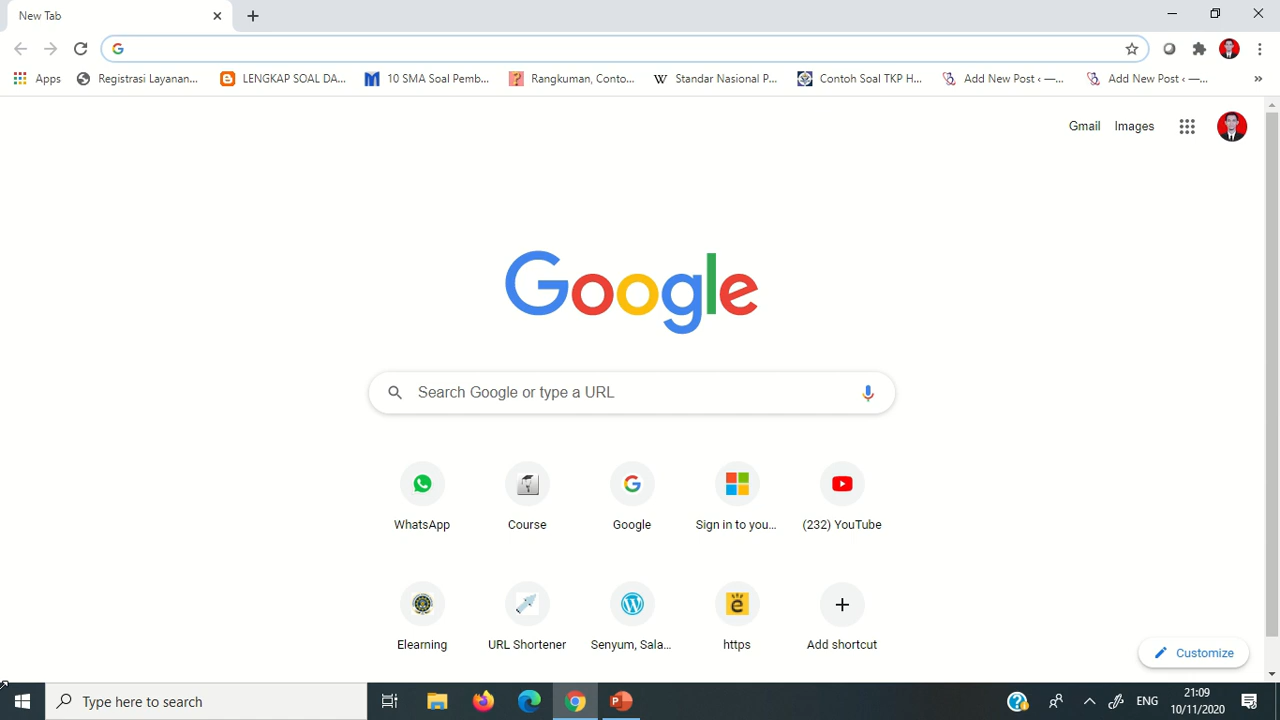 New Tab
Apps Registrasi Layanan... LENGKAP SOAL DA... 10 SMA Soal Pemb... Rangkuman, Conto... Standar Nasional P... Contoh Soal TKP H... Add New Post ‹ —... Add New Post ‹ —... »
Gmail Images
Google
Search Google or type a URL
WhatsApp Course Google Sign in to you... (232) YouTube
Elearning URL Shortener Senyum, Sala... https Add shortcut
Customize
Type here to search
ENG
21:09
10/11/2020